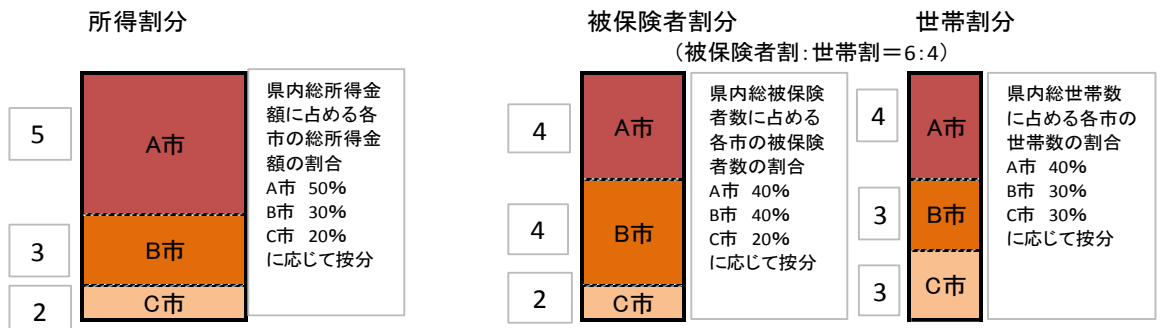 所得割分
5
3
2
A市
B市
C市
県内総所得金
額に占める各
市の総所得金
額の割合
A市 50%
B市 30%
C市 20%
に応じて按分
被保険者割分
世帯割分
（被保険者割:世帯割＝6:4）
4
4
2
A市
B市
C市
県内総被保険
者数に占める
各市の被保険
者数の割合
A市 40%
B市 40%
C市 20%
に応じて按分
4
3
3
A市
B市
C市
県内総世帯数
に占める各市の
世帯数の割合
A市 40%
B市 30%
C市 30%
に応じて按分